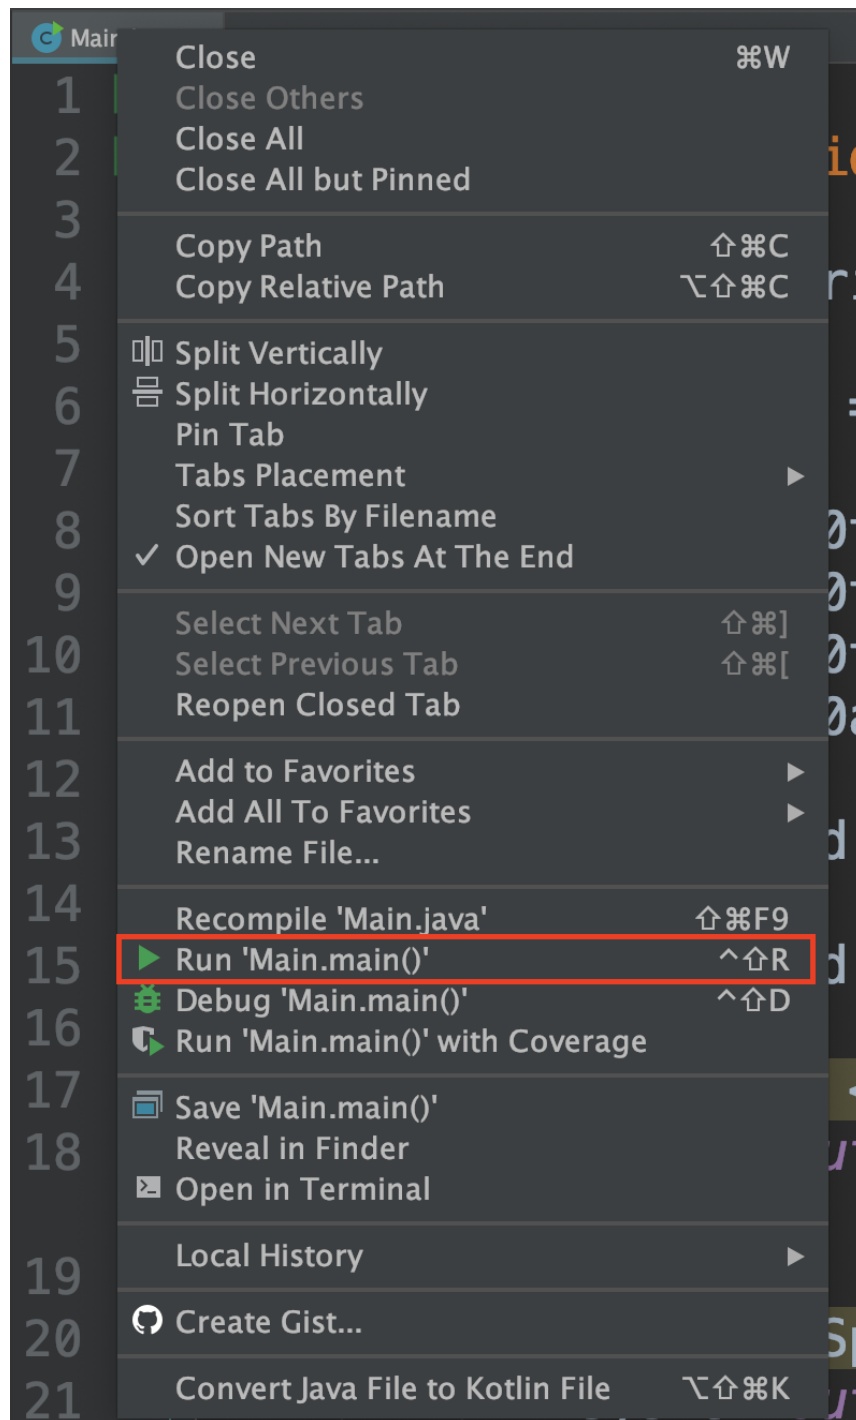 Main
Close ⌘W
Close Others
Close All
Close All but Pinned
Copy Path ⇧⌘C
Copy Relative Path ⌥⇧⌘C
Split Vertically
Split Horizontally
Pin Tab
Tabs Placement
Sort Tabs By Filename
Open New Tabs At The End
Select Next Tab ⇧⌘]
Select Previous Tab ⇧⌘[
Reopen Closed Tab
Add to Favorites
Add All To Favorites
Rename File...
Recompile 'Main.java' ⇧⌘F9
Run 'Main.main()' ^⇧R
Debug 'Main.main()' ^⇧D
Run 'Main.main()' with Coverage
Save 'Main.main()'
Reveal in Finder
Open in Terminal
Local History
Create Gist...
Convert Java File to Kotlin File ⌥⇧⌘K
1
2
3
4
5
6
7
8
9
10
11
12
13
14
15
16
17
18
19
20
21